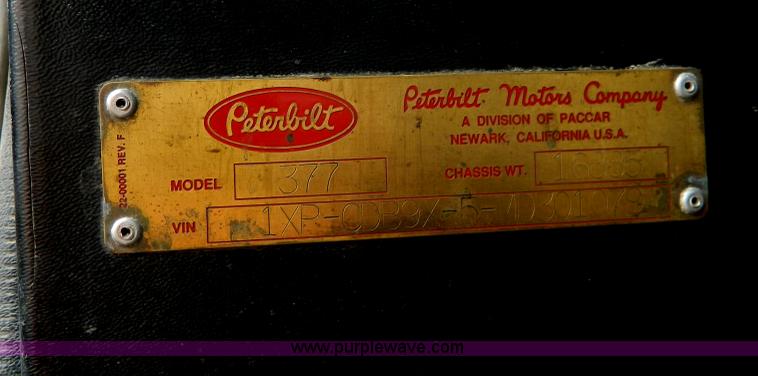 Peterbilt
Peterbilt Motors Company
A DIVISION OF PACCAR
NEWARK, CALIFORNIA U.S.A.
22-00001 REV. F
MODEL 377
CHASSIS WT.
VIN
www.purplewave.com